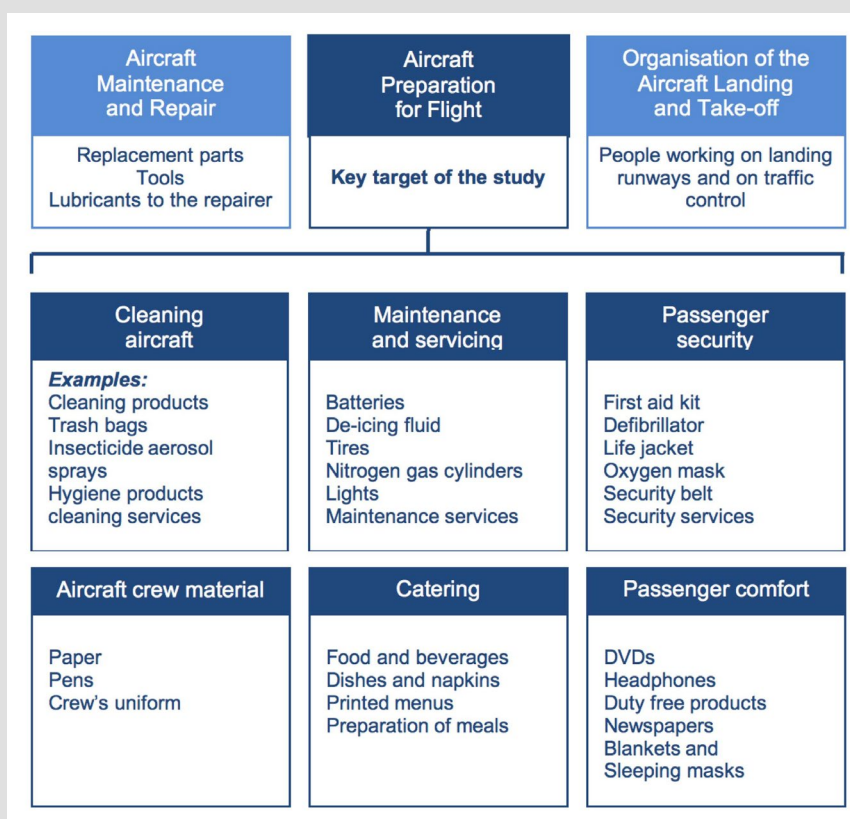 Aircraft
Maintenance
and Repair
Replacement parts
Tools
Lubricants to the repairer
Aircraft
Preparation
for Flight
Key target of the study
Organisation of the
Aircraft Landing
and Take-off
People working on landing
runways and on traffic
control
Cleaning
aircraft
Examples:
Cleaning products
Trash bags
Insecticide aerosol
sprays
Hygiene products
cleaning services
Maintenance
and servicing
Batteries
De-icing fluid
Tires
Nitrogen gas cylinders
Lights
Maintenance services
Passenger
security
First aid kit
Defibrillator
Life jacket
Oxygen mask
Security belt
Security services
Aircraft crew material
Paper
Pens
Crew’s uniform
Catering
Food and beverages
Dishes and napkins
Printed menus
Preparation of meals
Passenger comfort
DVDs
Headphones
Duty free products
Newspapers
Blankets and
Sleeping masks